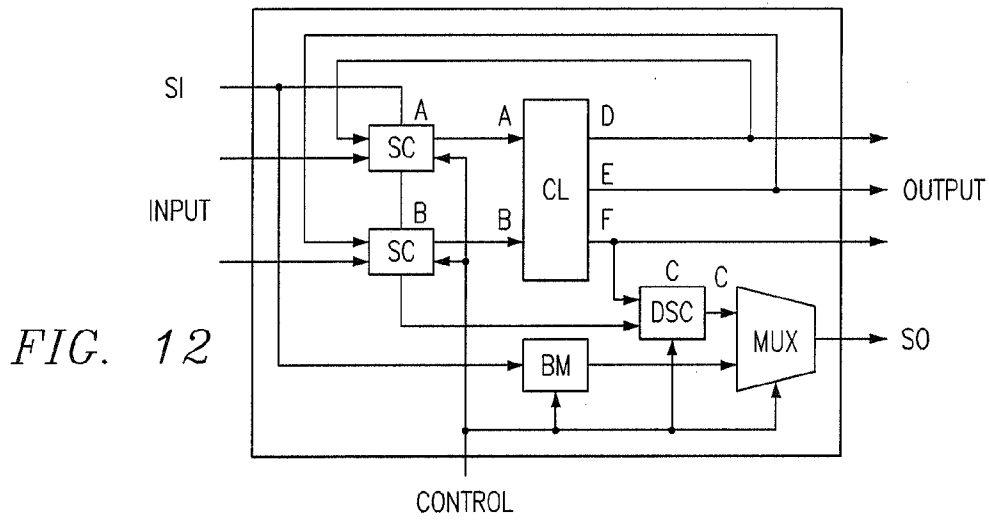 SI
A
A
D
SC
CL
E
OUTPUT
INPUT
B
B
F
SC
C
C
DSC
MUX
SO
FIG. 12
BM
CONTROL